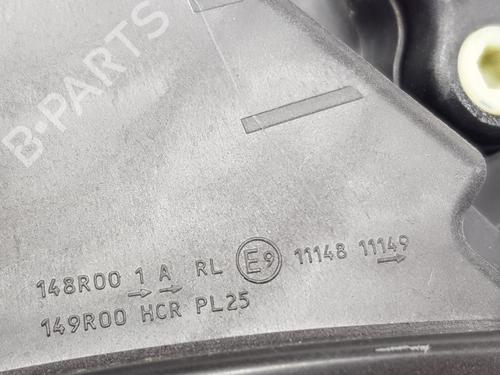 B-PARTS
148R00 1 A RL E9 11148 11149
149R00 HCR PL25